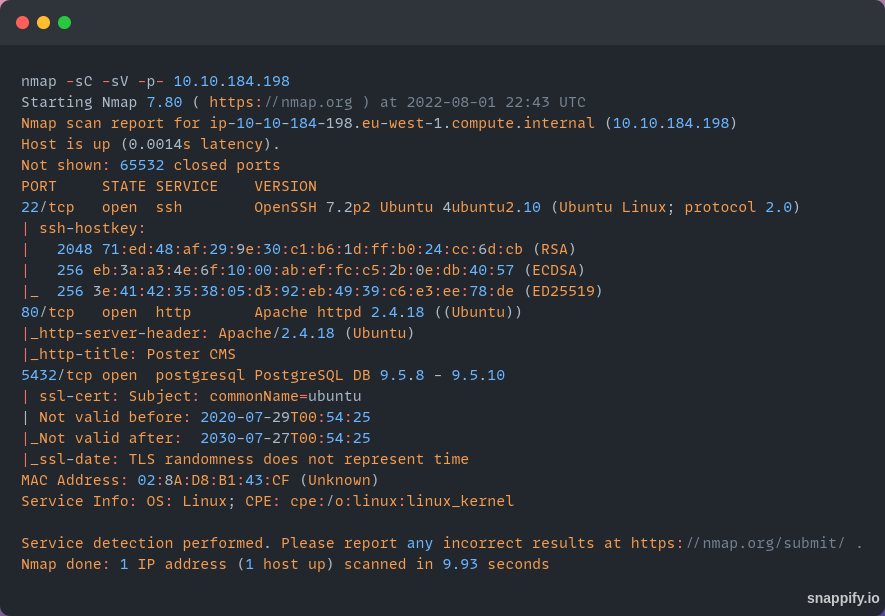 nmap -sC -sV -p- 10.10.184.198
Starting Nmap 7.80 ( https://nmap.org ) at 2022-08-01 22:43 UTC
Nmap scan report for ip-10-10-184-198.eu-west-1.compute.internal (10.10.184.198)
Host is up (0.0014s latency).
Not shown: 65532 closed ports
PORT     STATE SERVICE    VERSION
22/tcp   open  ssh        OpenSSH 7.2p2 Ubuntu 4ubuntu2.10 (Ubuntu Linux; protocol 2.0)
| ssh-hostkey:
|   2048 71:ed:48:af:29:9e:30:c1:b6:1d:ff:b0:24:cc:6d:cb (RSA)
|   256 eb:3a:a3:4e:6f:10:00:ab:ef:fc:c5:2b:0e:db:40:57 (ECDSA)
|_  256 3e:41:42:35:38:05:d3:92:eb:49:39:c6:e3:ee:78:de (ED25519)
80/tcp   open  http       Apache httpd 2.4.18 ((Ubuntu))
|_http-server-header: Apache/2.4.18 (Ubuntu)
|_http-title: Poster CMS
5432/tcp open  postgresql PostgreSQL DB 9.5.8 - 9.5.10
| ssl-cert: Subject: commonName=ubuntu
| Not valid before: 2020-07-29T00:54:25
|_Not valid after:  2030-07-27T00:54:25
|_ssl-date: TLS randomness does not represent time
MAC Address: 02:8A:D8:B1:43:CF (Unknown)
Service Info: OS: Linux; CPE: cpe:/o:linux:linux_kernel

Service detection performed. Please report any incorrect results at https://nmap.org/submit/ .
Nmap done: 1 IP address (1 host up) scanned in 9.93 seconds
snappify.io